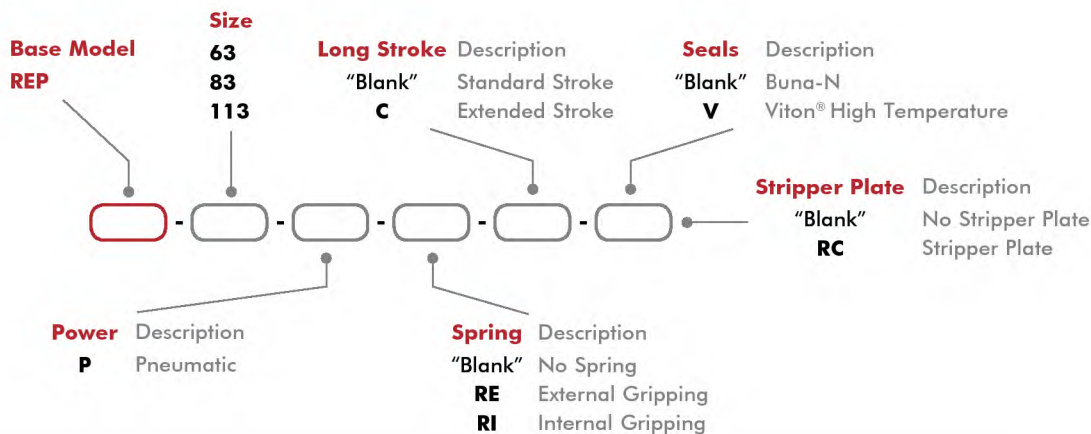 Size
63
83
113
Base Model
REP
Long Stroke Description
"Blank" Standard Stroke
C Extended Stroke
Seals Description
"Blank" Buna-N
V Viton® High Temperature
- - - - -
Stripper Plate Description
"Blank" No Stripper Plate
RC Stripper Plate
Power Description
P Pneumatic
Spring Description
"Blank" No Spring
RE External Gripping
RI Internal Gripping